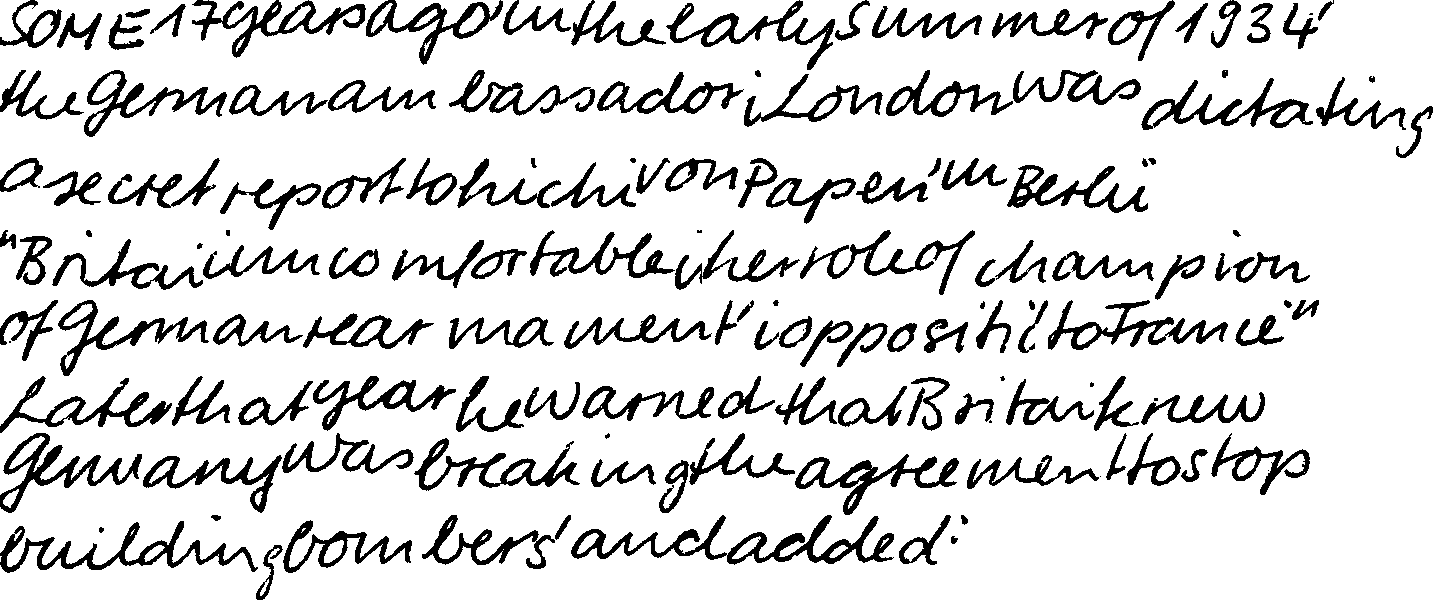 SOME 17 years ago, in the early summer of 1934,
the German ambassador in London was dictating
a secret report to his chief von Papen, in Berlin
"Britain is uncomfortable in her role of champion
of German rearmament, in opposition to France."
Later that year he warned that Britain knew
Germany was breaking the agreement to stop
building bombers, and added: